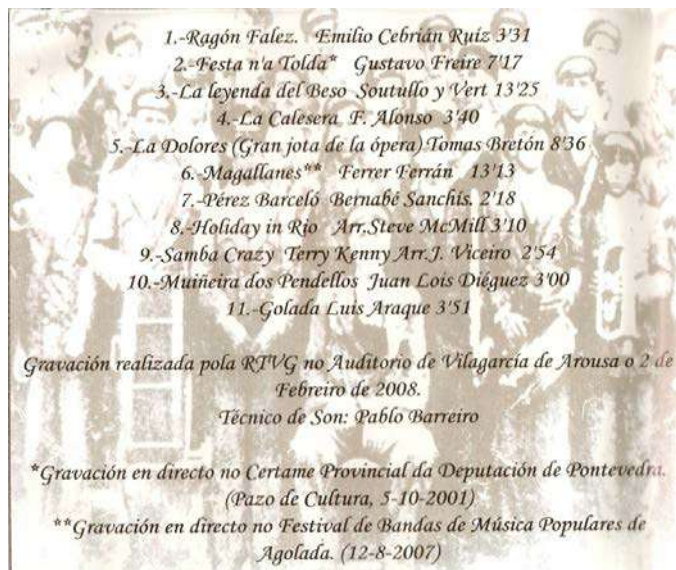 1.-Ragón Falez. Emilio Cebrián Ruíz 3'31
2.-Festa n'a Tolda* Gustavo Freire 7'17
3.-La leyenda del Beso Soutullo y Vert 13'25
4.-La Calesera F. Alonso 3'40
5.-La Dolores (Gran jota de la ópera) Tomas Bretón 8'36
6.-Magallanes** Ferrer Ferrán 13'13
7.-Pérez Barceló Bernabé Sanchis. 2'18
8.-Holiday in Rio Arr.Steve McMill 3'10
9.-Samba Crazy Terry Kenny Arr.J. Viceiro 2'54
10.-Muiñeira dos Pendellos Juan Lois Diéguez 3'00
11.-Golada Luis Araque 3'51
Gravación realizada pola RTVG no Auditorio de Vilagarcía de Arousa o 2 de
Febreiro de 2008.
Técnico de Son: Pablo Barreiro
*Gravación en directo no Certame Provincial da Deputación de Pontevedra.
(Pazo de Cultura, 5-10-2001)
**Gravación en directo no Festival de Bandas de Música Populares de
Agolada. (12-8-2007)